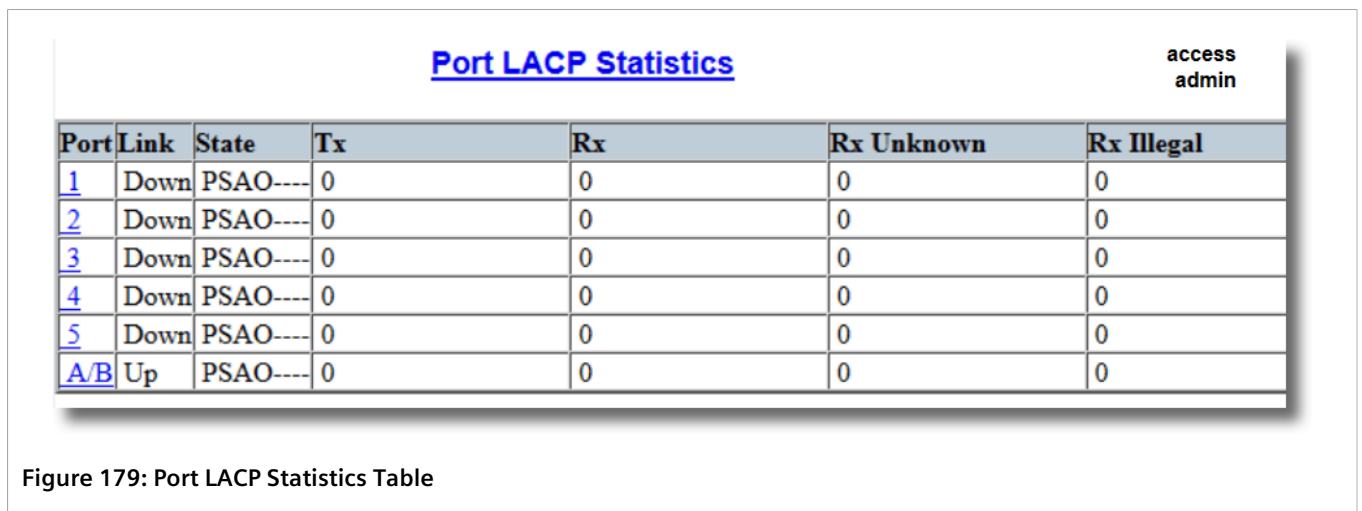 Port LACP Statistics
access
admin
Port Link State Tx Rx Rx Unknown Rx Illegal
1 Down PSAO---- 0 0 0 0
2 Down PSAO---- 0 0 0 0
3 Down PSAO---- 0 0 0 0
4 Down PSAO---- 0 0 0 0
5 Down PSAO---- 0 0 0 0
A/B Up PSAO---- 0 0 0 0
Figure 179: Port LACP Statistics Table